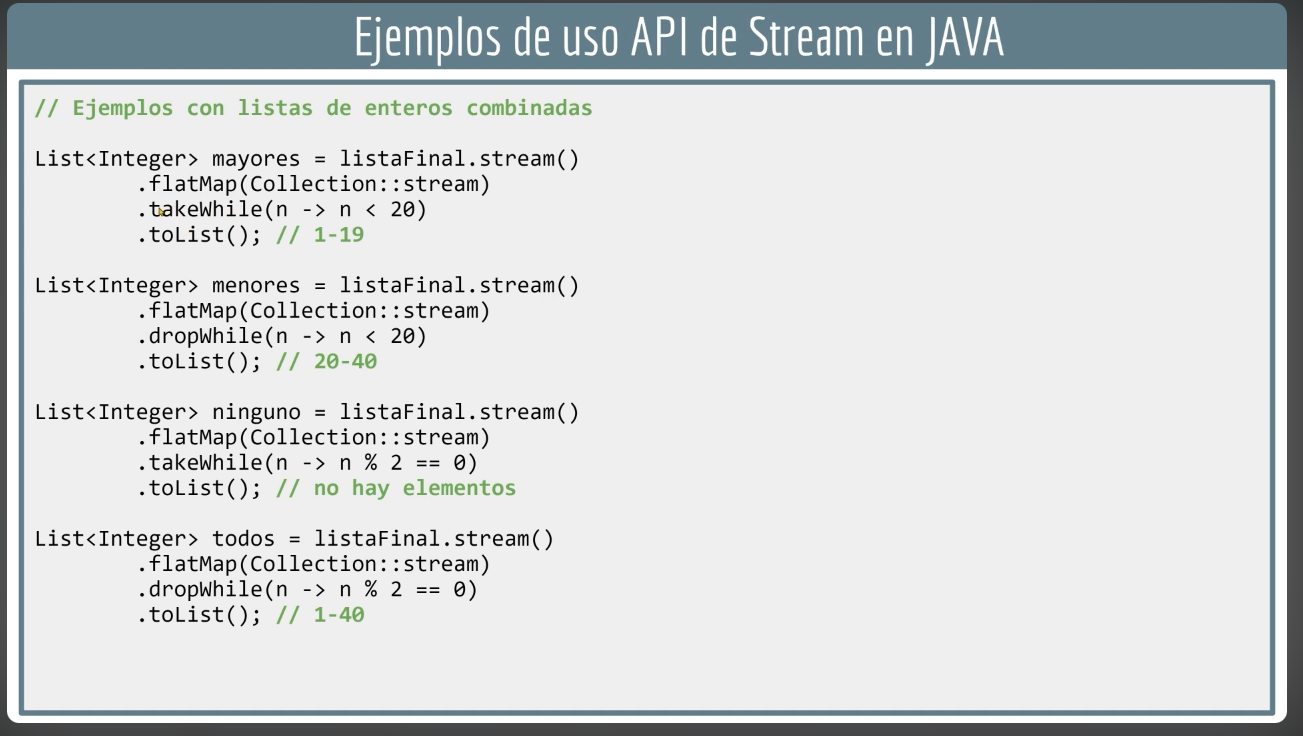 Ejemplos de uso API de Stream en JAVA
// Ejemplos con listas de enteros combinadas
List<Integer> mayores = listaFinal.stream()
.flatMap(Collection::stream)
.takeWhile(n -> n < 20)
.toList(); // 1-19
List<Integer> menores = listaFinal.stream()
.flatMap(Collection::stream)
.dropWhile(n -> n < 20)
.toList(); // 20-40
List<Integer> ninguno = listaFinal.stream()
.flatMap(Collection::stream)
.takeWhile(n -> n % 2 == 0)
.toList(); // no hay elementos
List<Integer> todos = listaFinal.stream()
.flatMap(Collection::stream)
.dropWhile(n -> n % 2 == 0)
.toList(); // 1-40